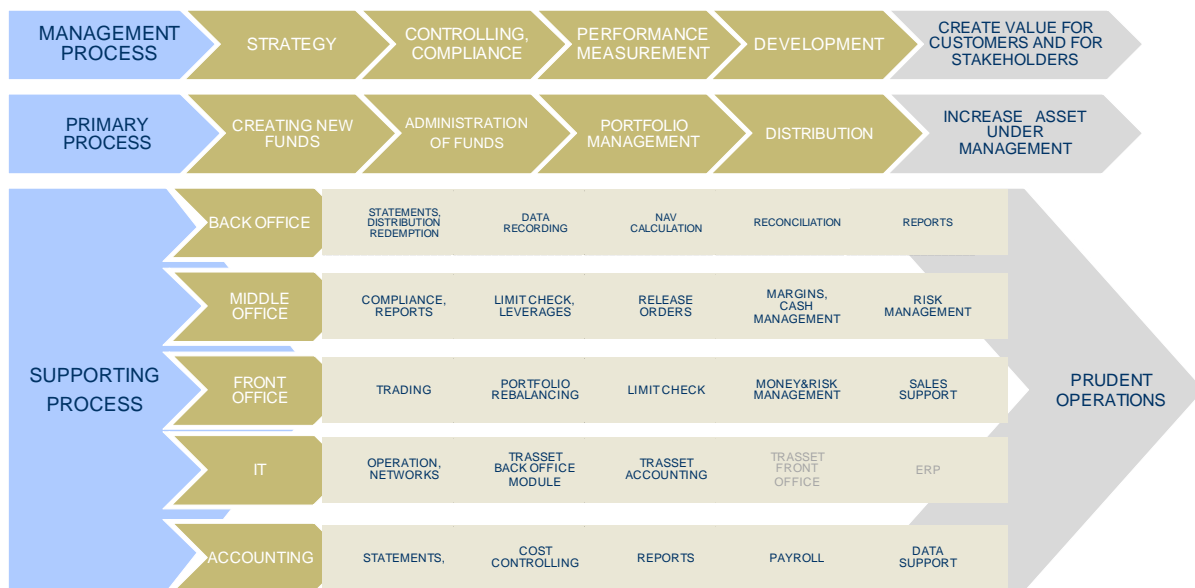 MANAGEMENT
PROCESS
STRATEGY
CONTROLLING,
COMPLIANCE
PERFORMANCE
MEASUREMENT
DEVELOPMENT
CREATE VALUE FOR
CUSTOMERS AND FOR
STAKEHOLDERS
PRIMARY
PROCESS
CREATING NEW
FUNDS
ADMINISTRATION
OF FUNDS
PORTFOLIO
MANAGEMENT
DISTRIBUTION
INCREASE ASSET
UNDER
MANAGEMENT
SUPPORTING
PROCESS
BACK OFFICE
STATEMENTS,
DISTRIBUTION
REDEMPTION
DATA
RECORDING
NAV
CALCULATION
RECONCILIATION
REPORTS
MIDDLE
OFFICE
COMPLIANCE,
REPORTS
LIMIT CHECK,
LEVERAGES
RELEASE
ORDERS
MARGINS,
CASH
MANAGEMENT
RISK
MANAGEMENT
FRONT
OFFICE
TRADING
PORTFOLIO
REBALANCING
LIMIT CHECK
MONEY&RISK
MANAGEMENT
SALES
SUPPORT
IT
OPERATION,
NETWORKS
TRASSET
BACK OFFICE
MODULE
TRASSET
ACCOUNTING
TRASSET
FRONT
OFFICE
ERP
ACCOUNTING
STATEMENTS,
COST
CONTROLLING
REPORTS
PAYROLL
DATA
SUPPORT
PRUDENT
OPERATIONS